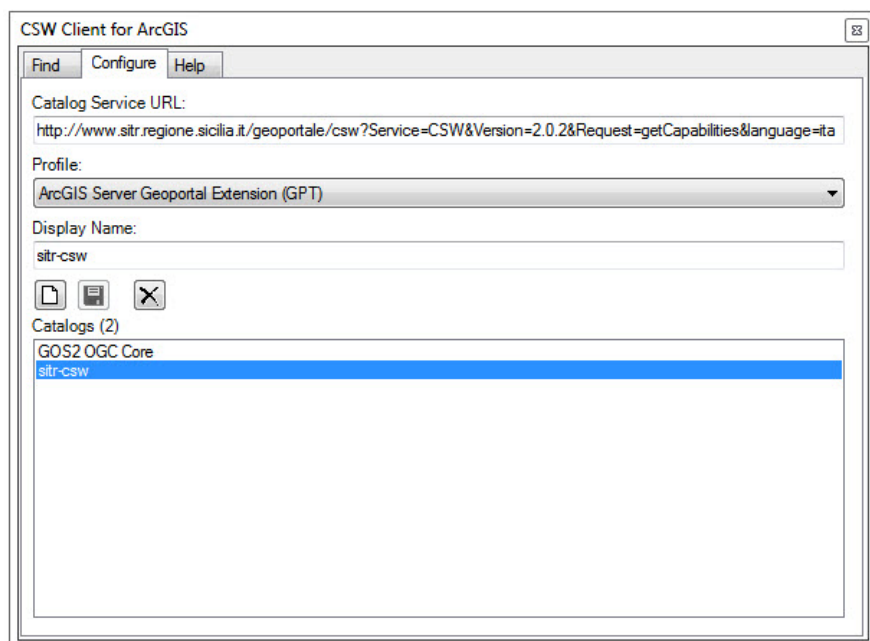 CSW Client for ArcGIS
Find Configure Help
Catalog Service URL:
http://www.sitr.regione.sicilia.it/geoportale/csw?Service=CSW&Version=2.0.2&Request=getCapabilities&language=ita
Profile:
ArcGIS Server Geoportal Extension (GPT)
Display Name:
sitr-csw
Catalogs (2)
GOS2 OGC Core
sitr-csw